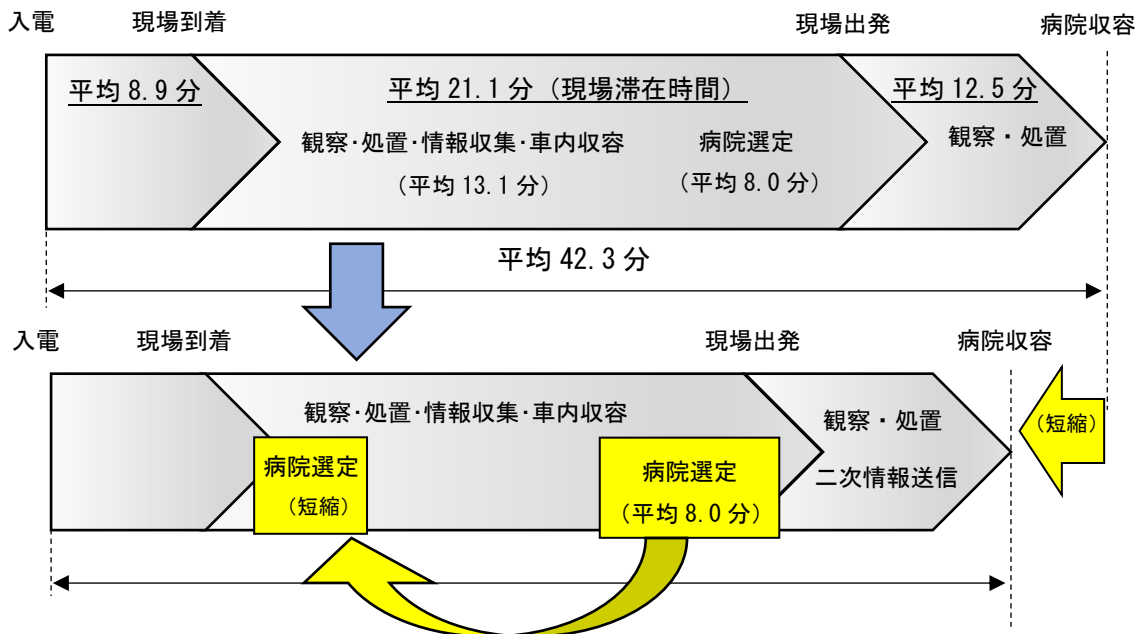 入電
現場到着
現場出発
病院収容
平均 8.9 分
平均 21.1 分（現場滞在時間）
平均 12.5 分
観察･処置･情報収集･車内収容
病院選定
観察・処置
（平均 13.1 分）
（平均 8.0 分）
平均 42.3 分
入電
現場到着
現場出発
病院収容
観察･処置･情報収集･車内収容
観察・処置
（短縮）
病院選定
病院選定
二次情報送信
（短縮）
（平均 8.0 分）